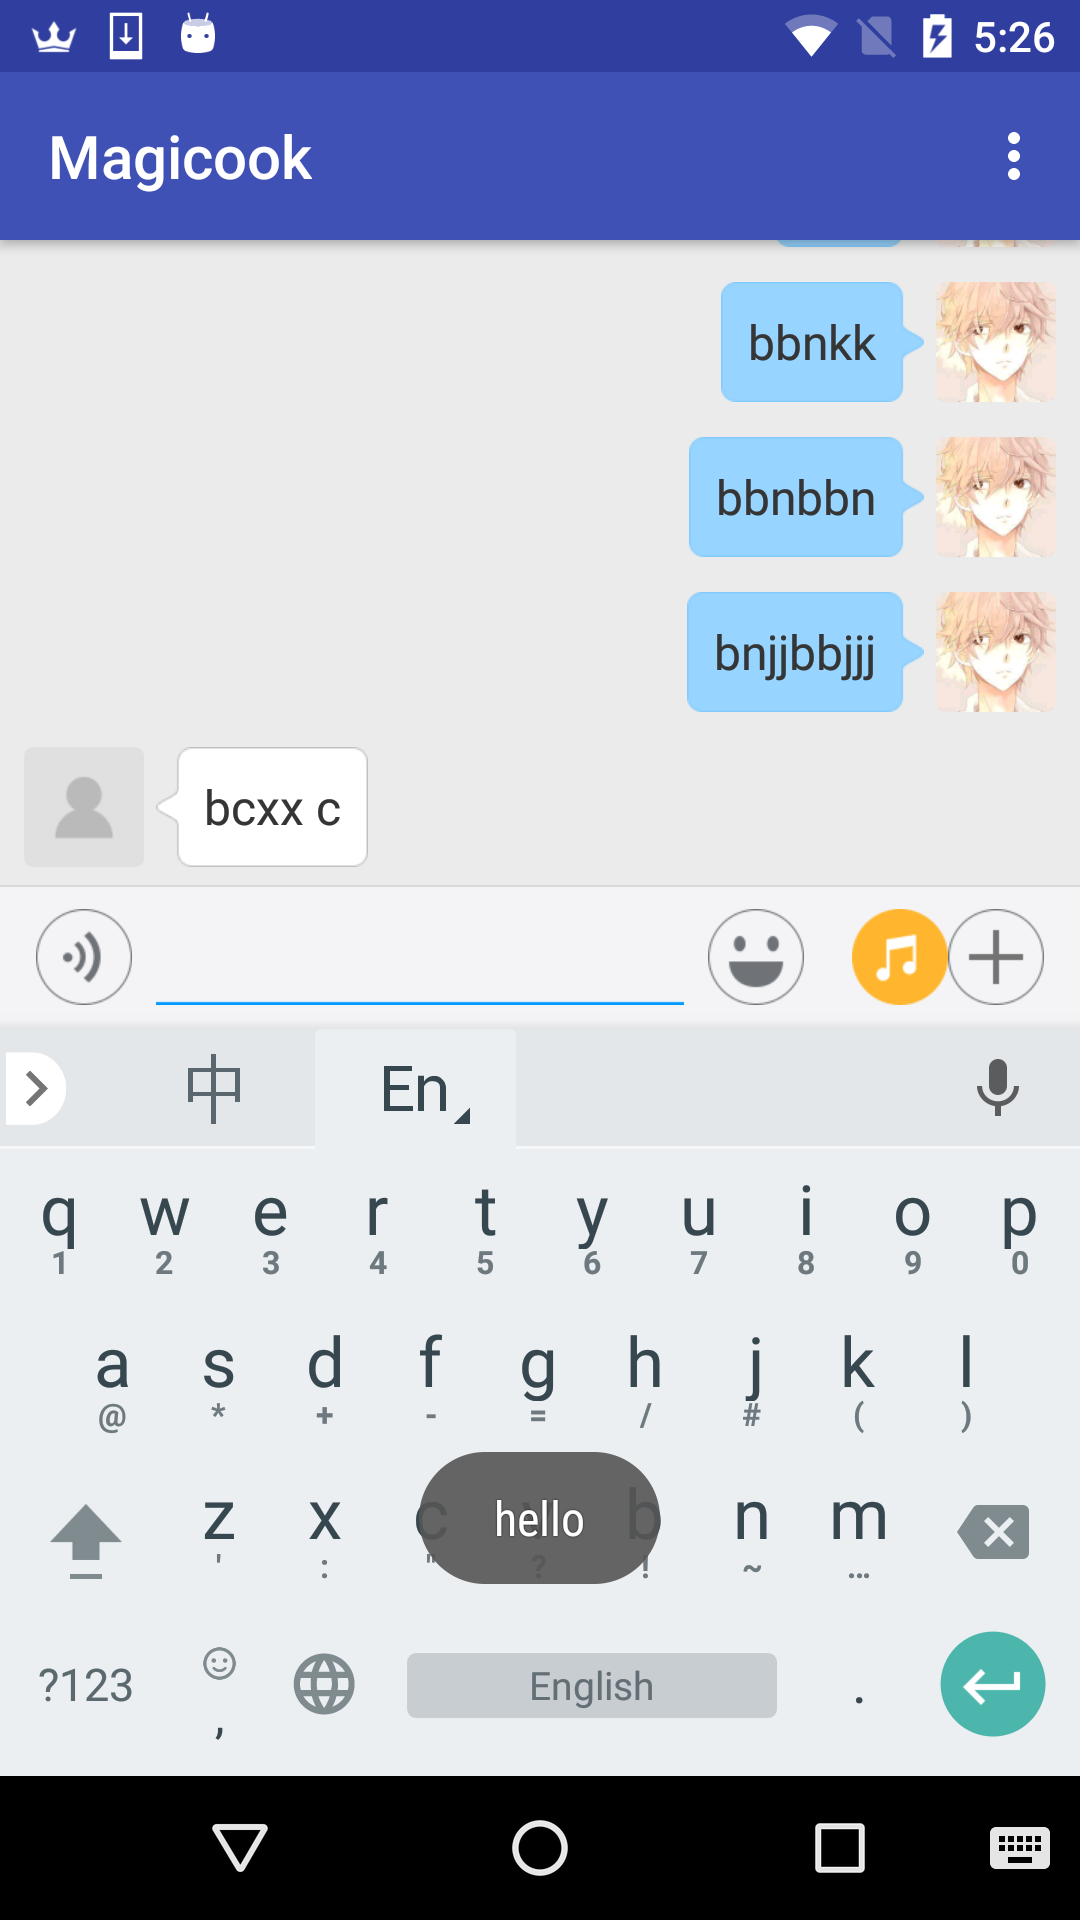 5:26
Magicook
bbnkk
bbnbbn
bnjjbbjjj
bcxx c
中 En
q w e r t y u i o p
1 2 3 4 5 6 7 8 9 0
a s d f g h j k l
@ * + - = / # ( )
z x c b n m
' : " ? ! ~ …
hello
?123 , English .